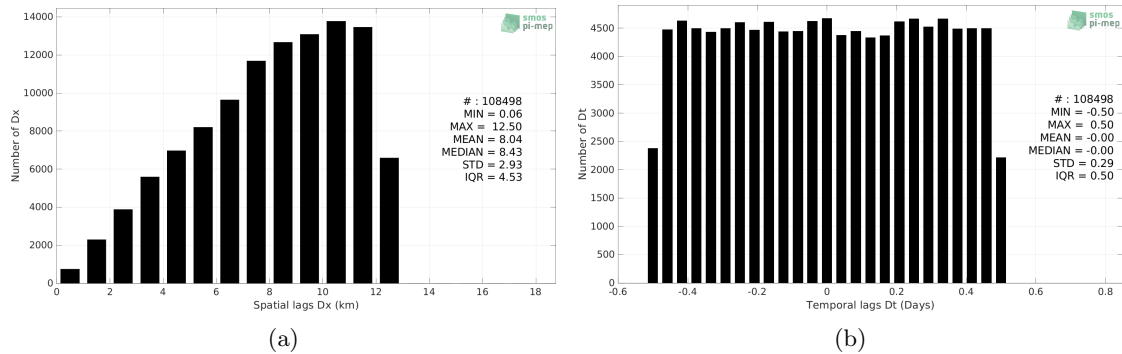 14000
12000
10000
8000
6000
4000
2000
0
Number of Dx
0 2 4 6 8 10 12 14 16 18
Spatial lags Dx (km)
smos
pi-mep
# : 108498
MIN = 0.06
MAX = 12.50
MEAN = 8.04
MEDIAN = 8.43
STD = 2.93
IQR = 4.53
(a)
4500
4000
3500
3000
2500
2000
1500
1000
500
0
Number of Dt
-0.6 -0.4 -0.2 0 0.2 0.4 0.6 0.8
Temporal lags Dt (Days)
smos
pi-mep
# : 108498
MIN = -0.50
MAX = 0.50
MEAN = -0.00
MEDIAN = -0.00
STD = 0.29
IQR = 0.50
(b)